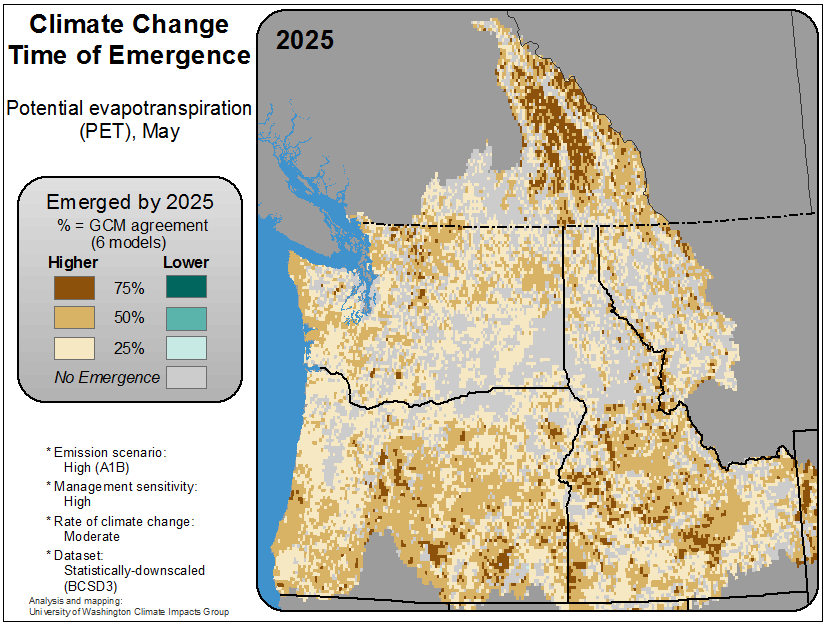 Climate Change
Time of Emergence
Potential evapotranspiration
(PET), May
Emerged by 2025
% = GCM agreement
(6 models)
Higher Lower
75%
50%
25%
No Emergence
* Emission scenario:
High (A1B)
* Management sensitivity:
High
* Rate of climate change:
Moderate
* Dataset:
Statistically-downscaled
(BCSD3)
Analysis and mapping:
University of Washington Climate Impacts Group
2025